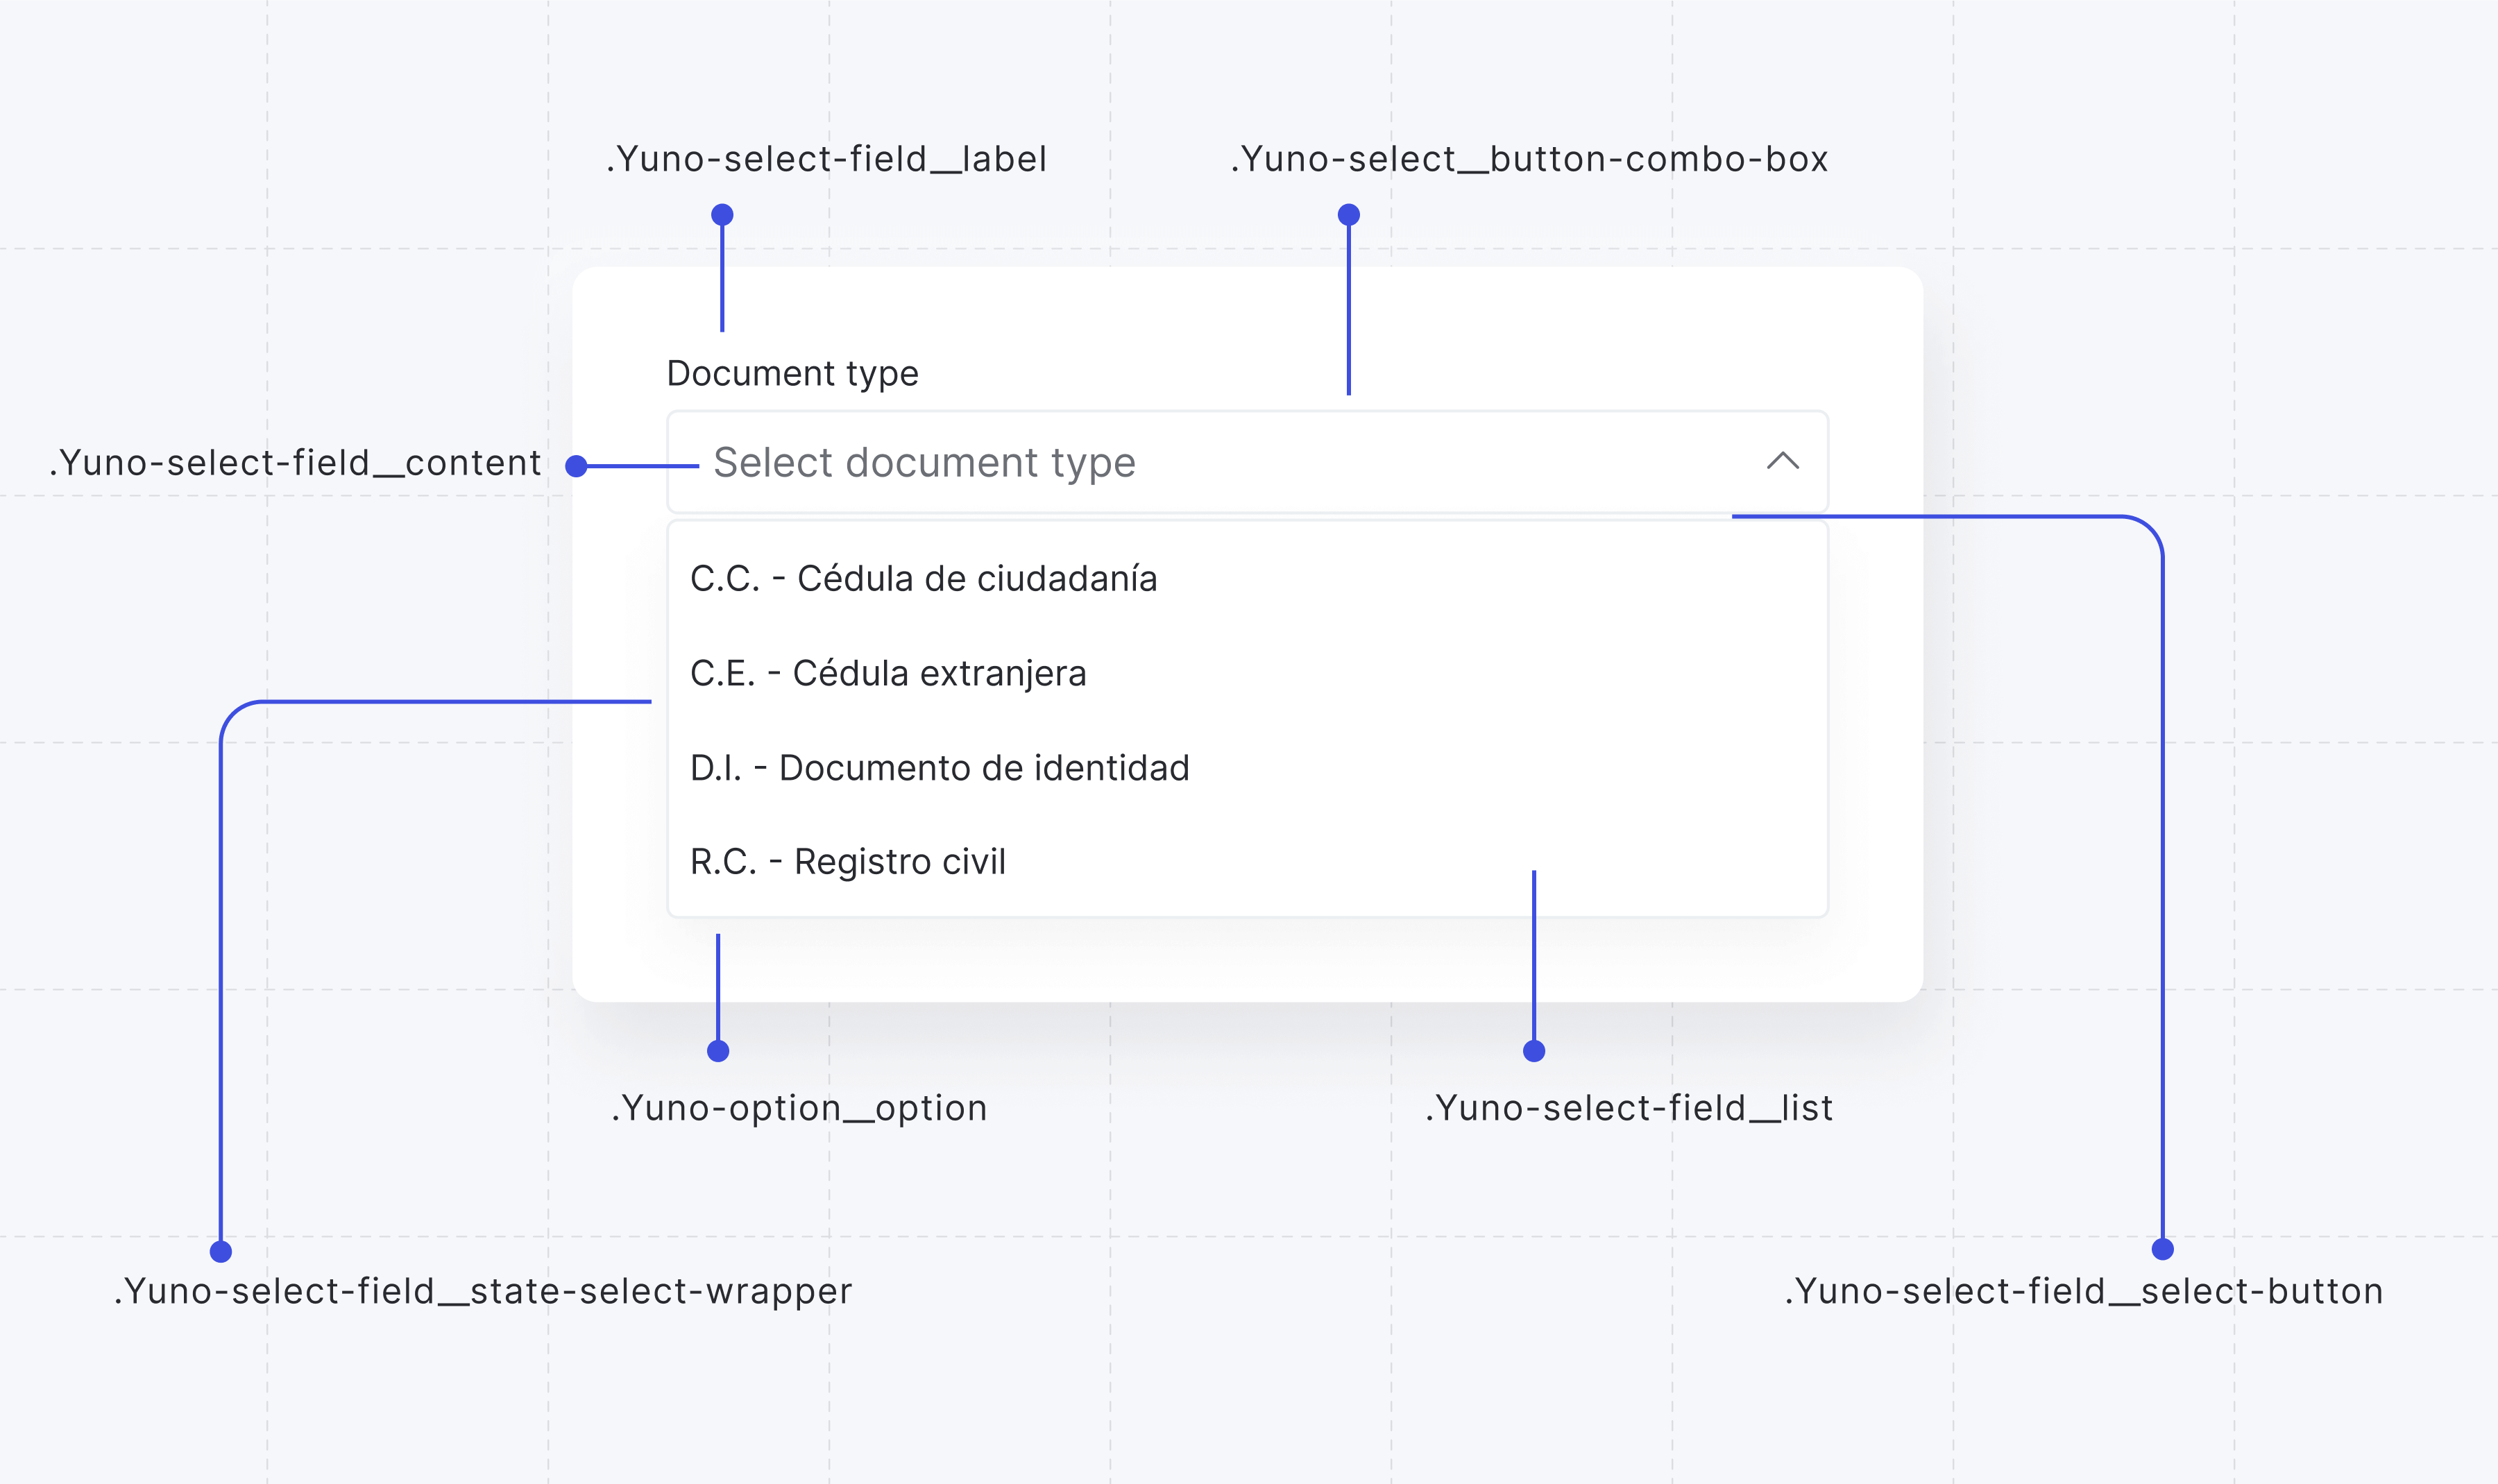 .Yuno-select-field__label
.Yuno-select__button-combo-box
Document type
.Yuno-select-field__content
Select document type
C.C. - Cédula de ciudadanía
C.E. - Cédula extranjera
D.I. - Documento de identidad
R.C. - Registro civil
.Yuno-option__option
.Yuno-select-field__list
.Yuno-select-field__state-select-wrapper
.Yuno-select-field__select-button